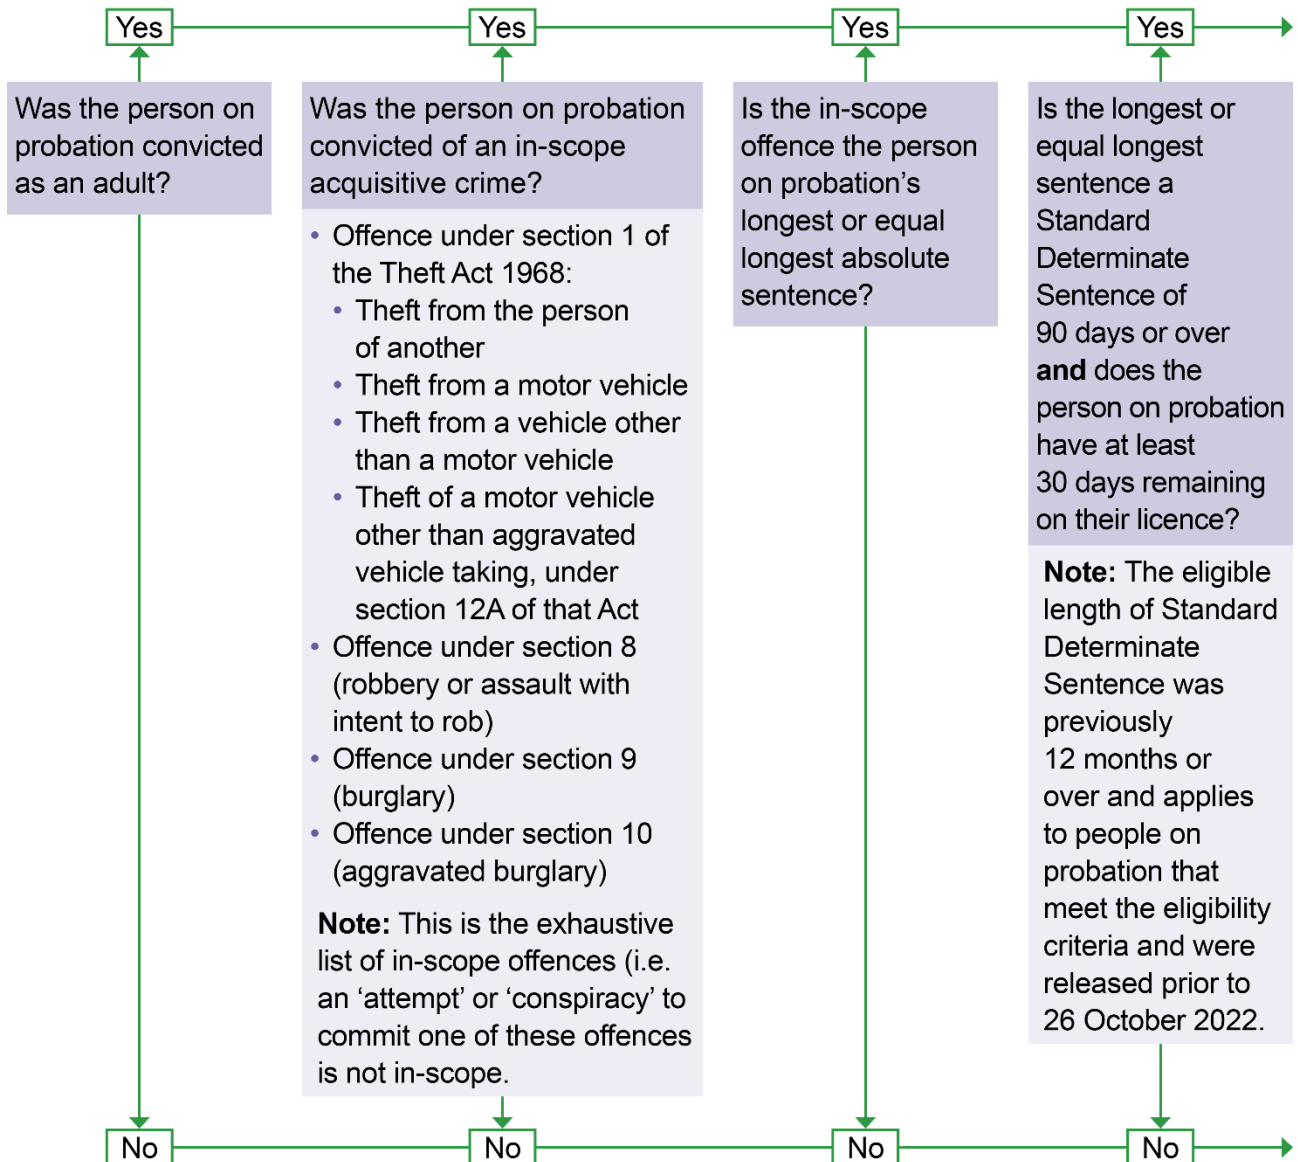 Yes
Yes
Yes
Yes
Was the person on
probation convicted
as an adult?
Was the person on probation
convicted of an in-scope
acquisitive crime?
• Offence under section 1 of
the Theft Act 1968:
• Theft from the person
of another
• Theft from a motor vehicle
• Theft from a vehicle other
than a motor vehicle
• Theft of a motor vehicle
other than aggravated
vehicle taking, under
section 12A of that Act
• Offence under section 8
(robbery or assault with
intent to rob)
• Offence under section 9
(burglary)
• Offence under section 10
(aggravated burglary)
Note: This is the exhaustive
list of in-scope offences (i.e.
an ‘attempt’ or ‘conspiracy’ to
commit one of these offences
is not in-scope.
Is the in-scope
offence the person
on probation’s
longest or equal
longest absolute
sentence?
Is the longest or
equal longest
sentence a
Standard
Determinate
Sentence of
90 days or over
and does the
person on probation
have at least
30 days remaining
on their licence?
Note: The eligible
length of Standard
Determinate
Sentence was
previously
12 months or
over and applies
to people on
probation that
meet the eligibility
criteria and were
released prior to
26 October 2022.
No
No
No
No